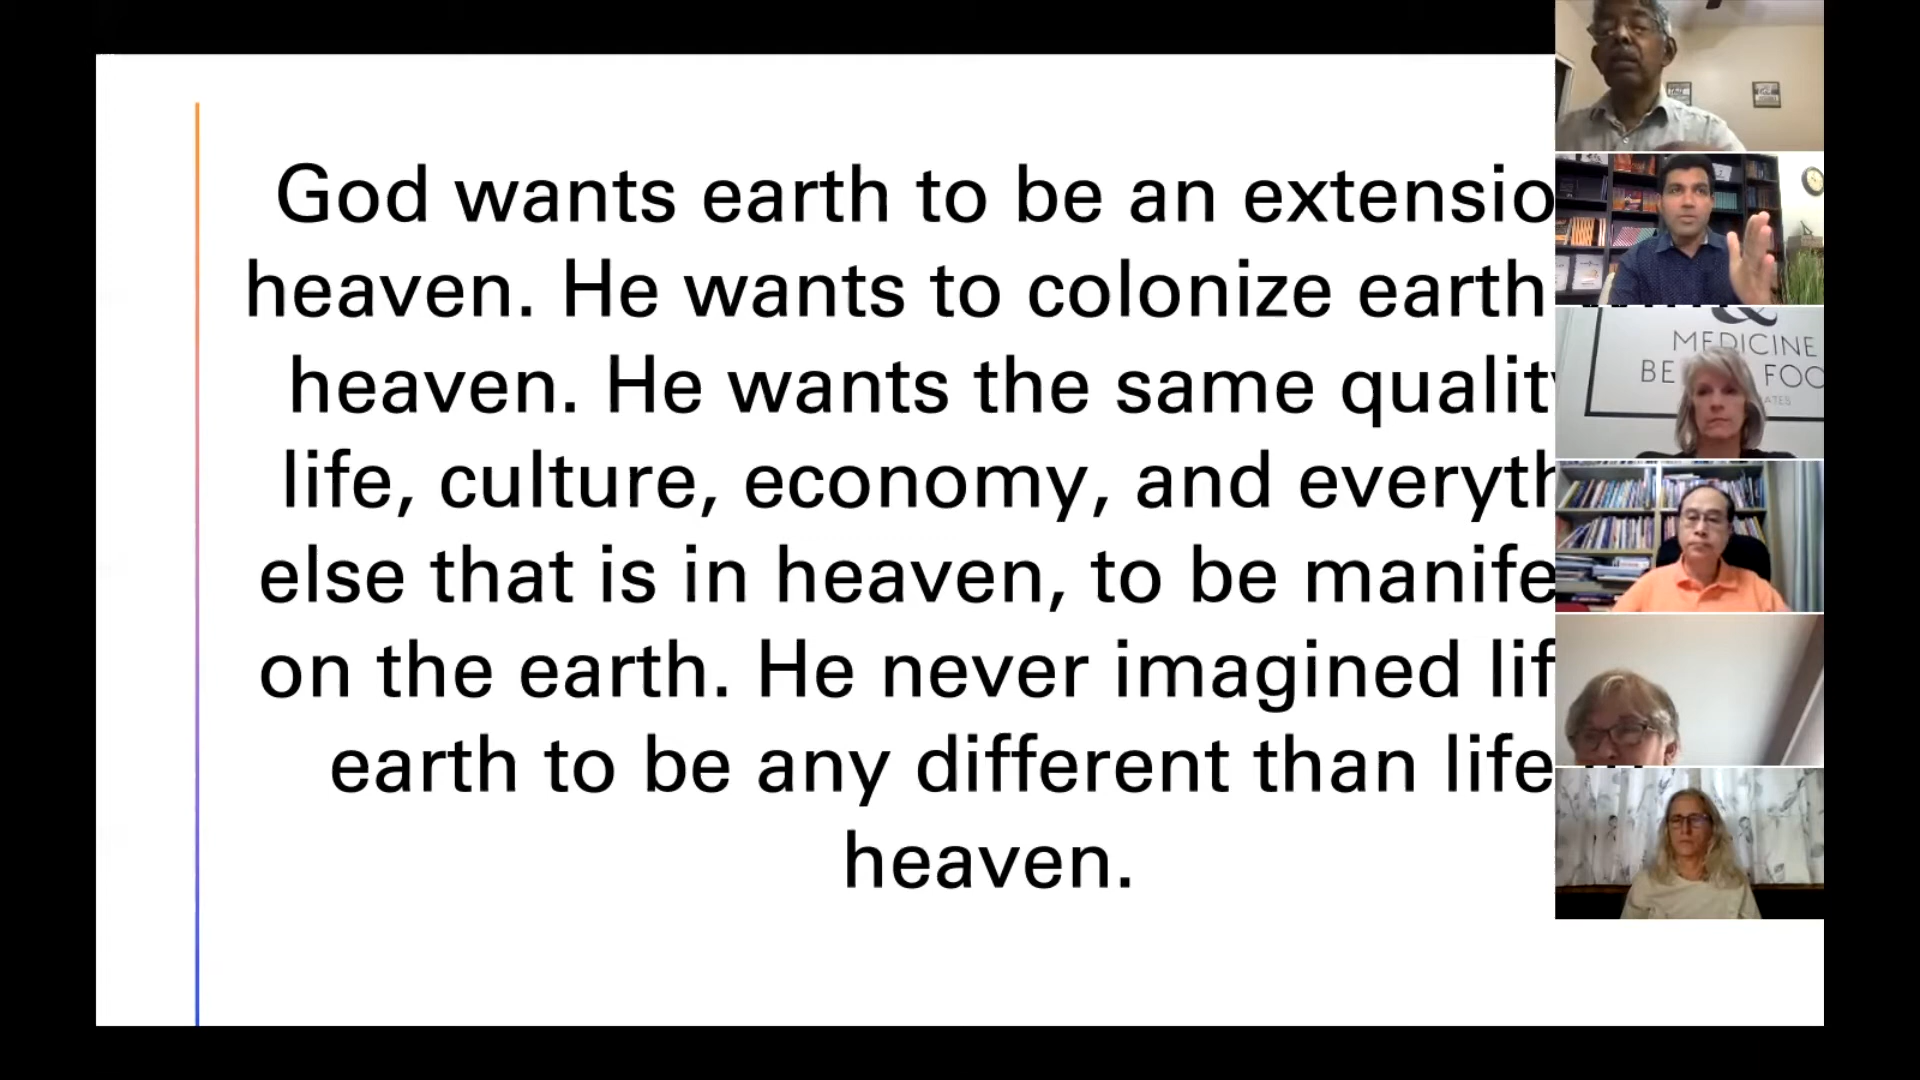 God wants earth to be an extensio
heaven. He wants to colonize earth
heaven. He wants the same quality
life, culture, economy, and everyth
else that is in heaven, to be manife
on the earth. He never imagined lif
earth to be any different than life
heaven.
&
MEDICINE
BE FOO
ATES